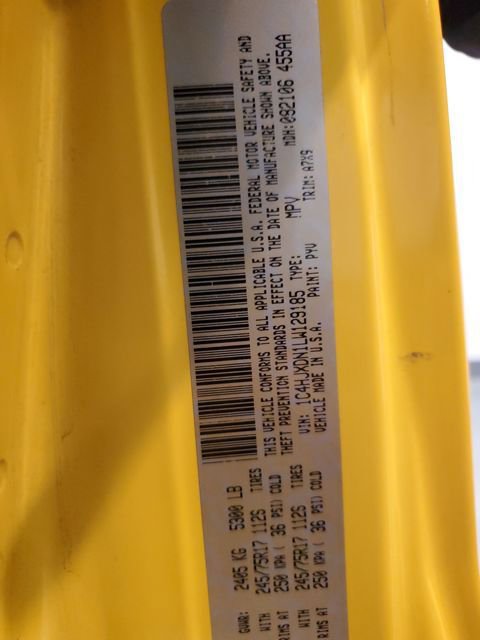 THIS VEHICLE CONFORMS TO ALL APPLICABLE U.S.A. FEDERAL MOTOR VEHICLE SAFETY AND
THEFT PREVENTION STANDARDS IN EFFECT ON THE DATE OF MANUFACTURE SHOWN ABOVE.
VIN: 1C4HJXDN1LW129185 TYPE: MPV MDH: 092106 455AA
VEHICLE MADE IN U.S.A. PAINT: PYV TRIM: A7X9
GVWR: 2405 KG 5300 LB
WITH 245/75R17 112S TIRES
RIMS AT 250 KPA ( 36 PSI) COLD
WITH 245/75R17 112S TIRES
RIMS AT 250 KPA ( 36 PSI) COLD